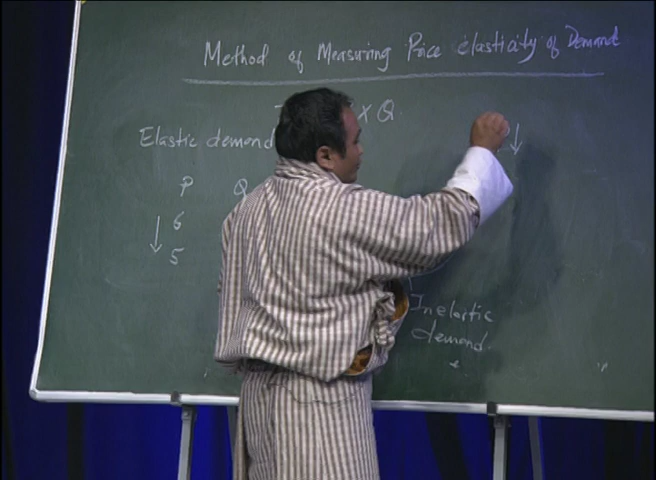 Method of Measuring Price elasticity of Demand
× Q.
Elastic demand
P Q
6
5
Inelastic
demand.